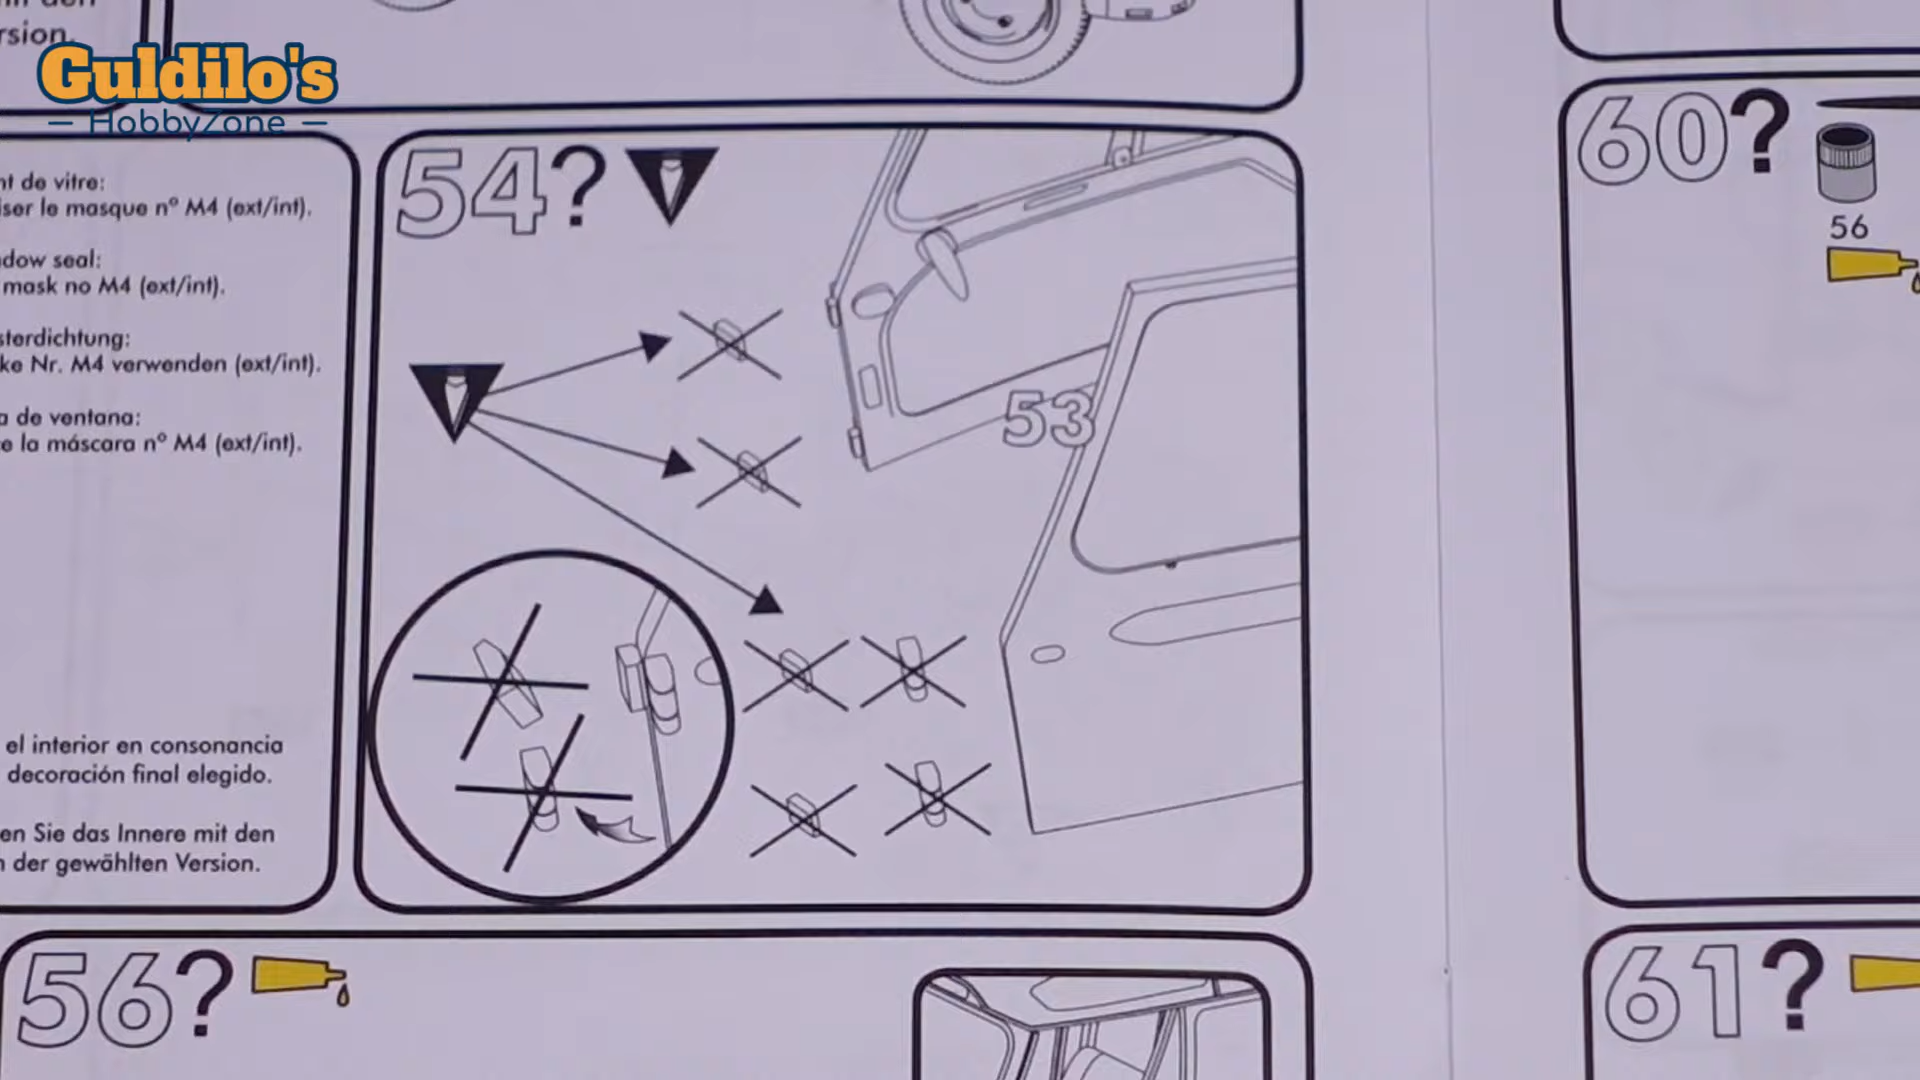 rsion.
Guldilo's
— HobbyZone —
nt de vitre:
iser le masque nº M4 (ext/int).
dow seal:
mask no M4 (ext/int).
sterdichtung:
ke Nr. M4 verwenden (ext/int).
a de ventana:
e la máscara nº M4 (ext/int).
el interior en consonancia
decoración final elegido.
en Sie das Innere mit den
n der gewählten Version.
54?
53
56?
60?
56
61?